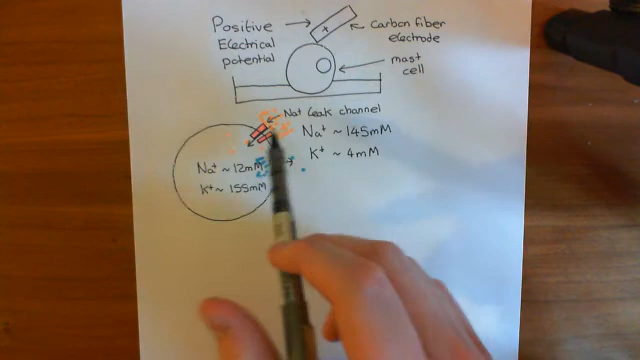 Positive
Electrical
potential
+
Carbon fiber
electrode
mast
cell
Na+ leak channel
Na+ ~ 145mM
K+ ~ 4mM
Na+ ~ 12mM
K+ ~ 155mM